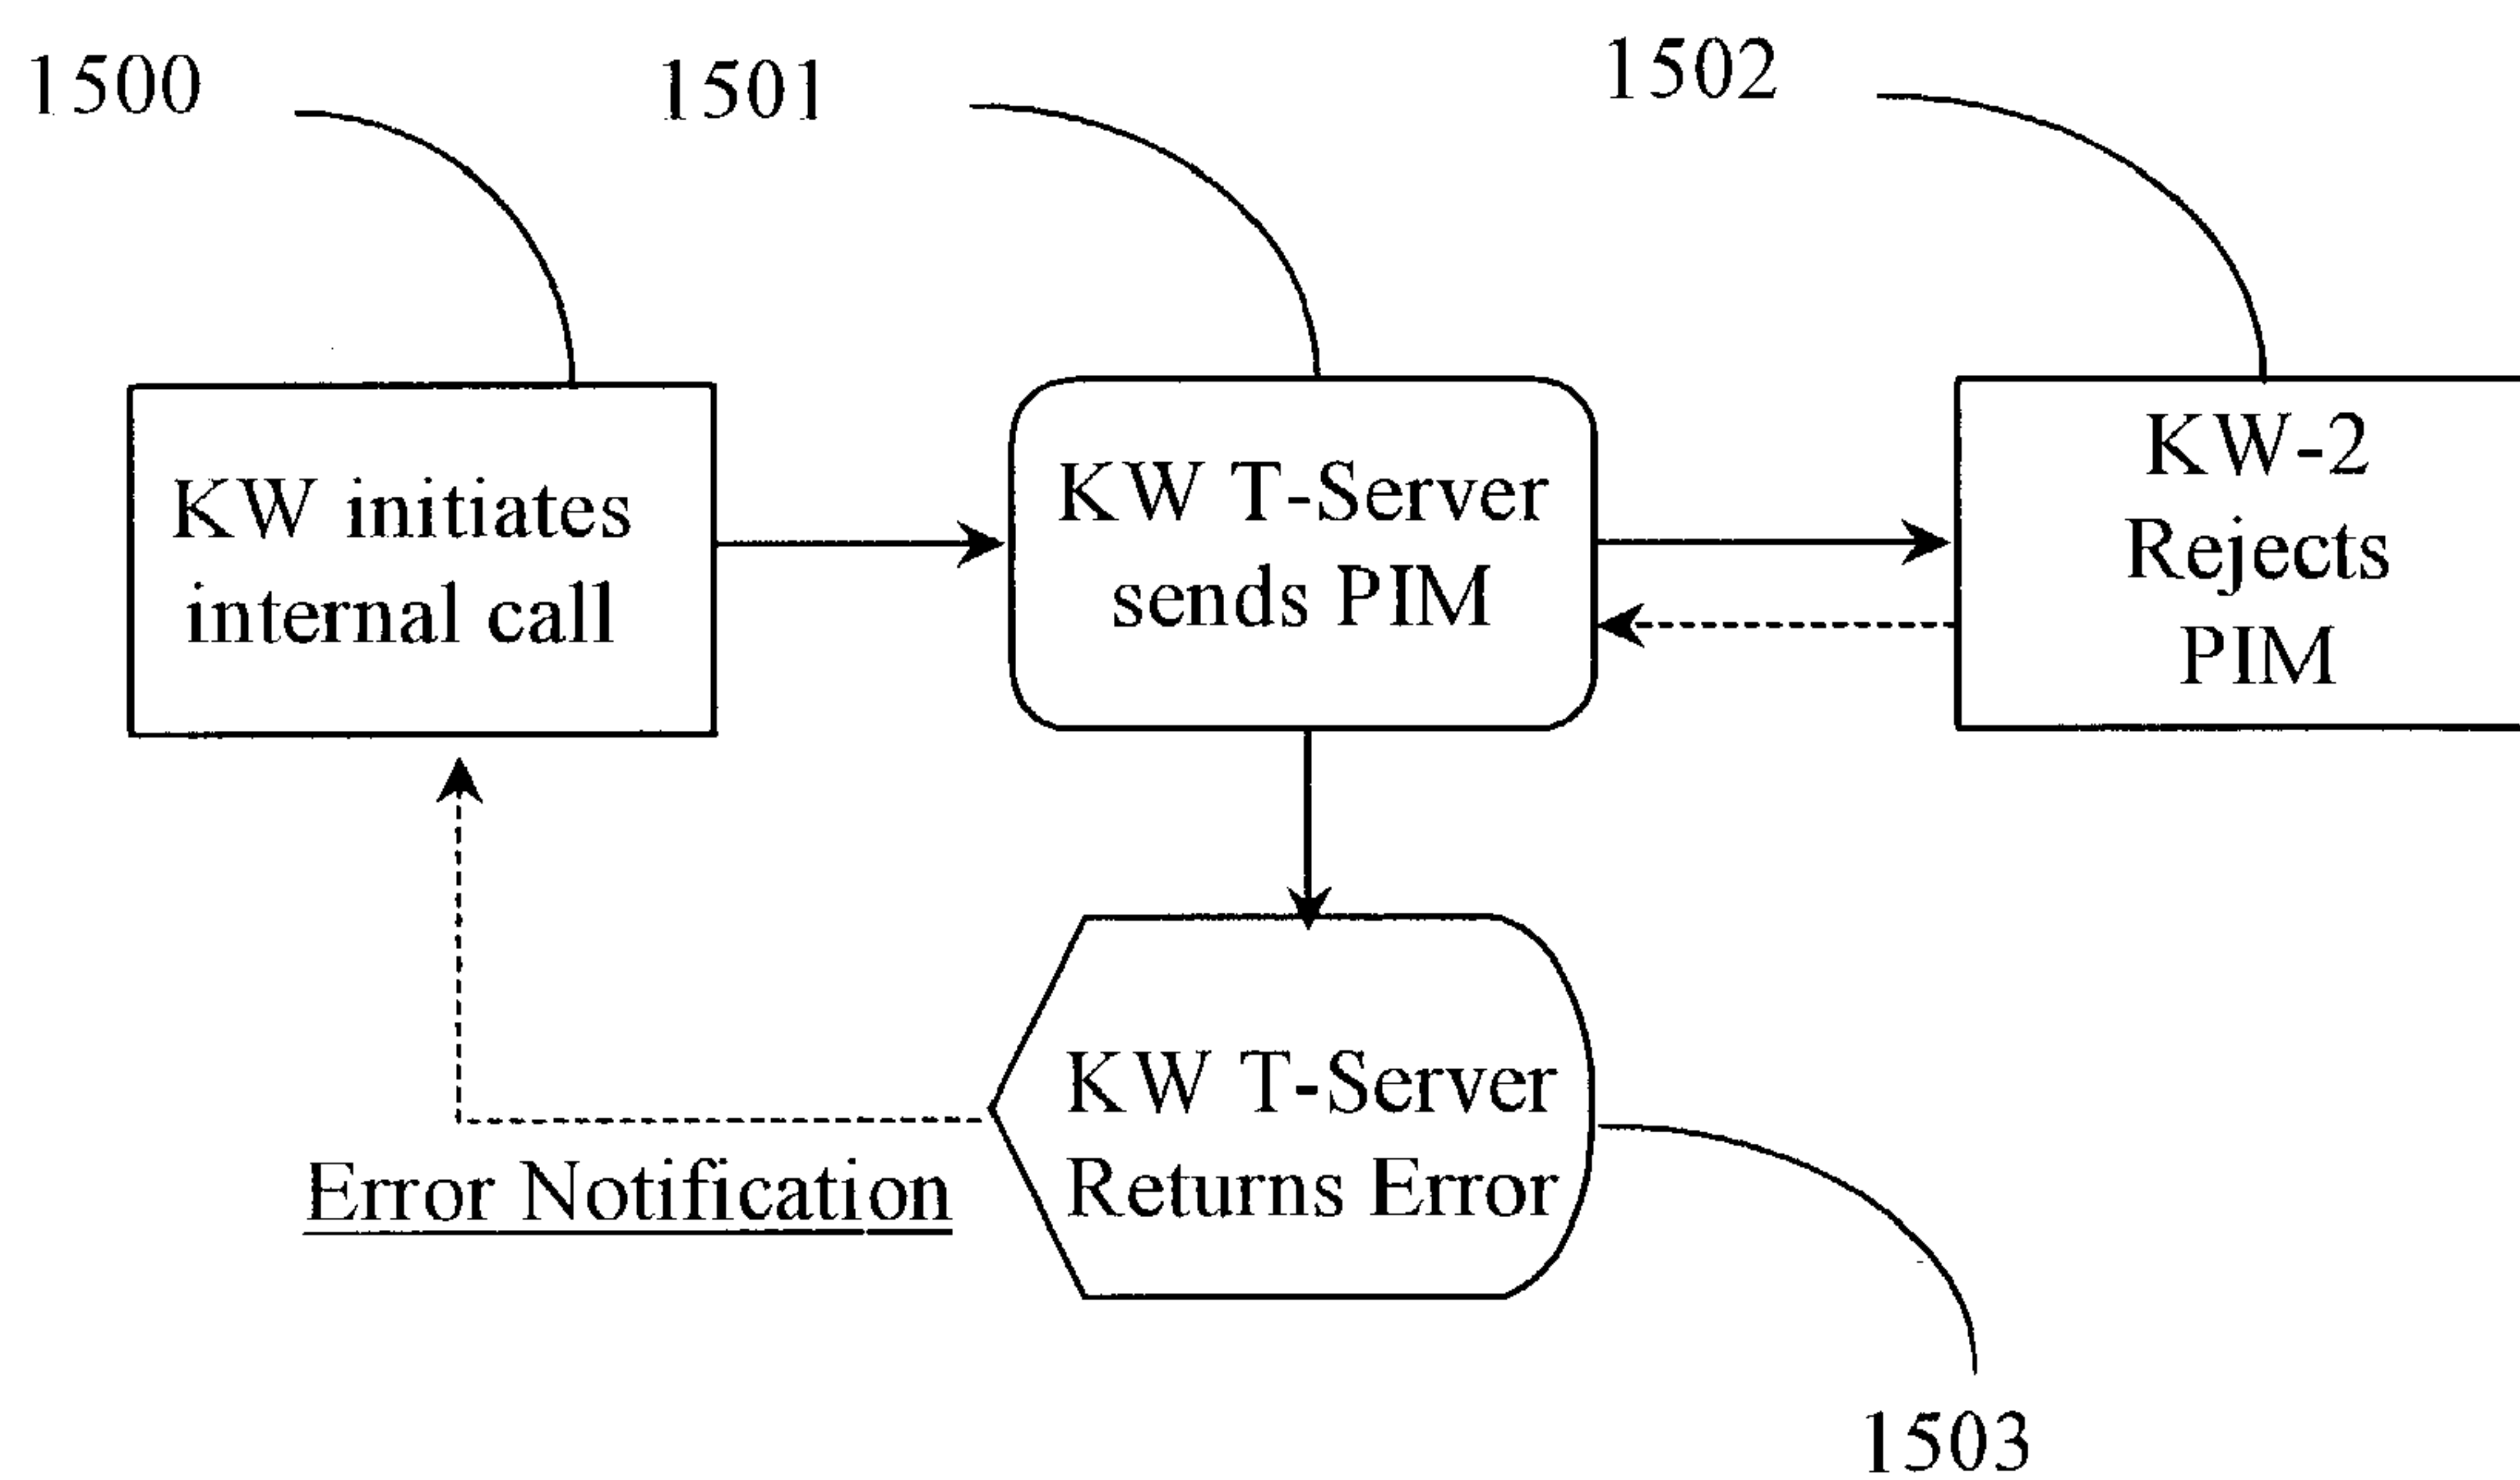 1500
1501
1502
KW initiates
internal call
KW T-Server
sends PIM
KW-2
Rejects
PIM
KW T-Server
Returns Error
Error Notification
1503